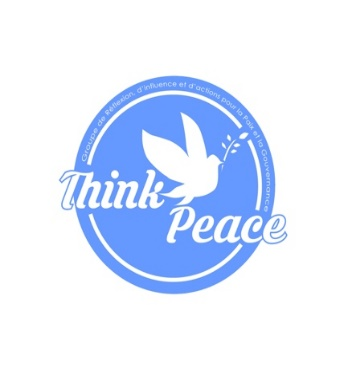 Groupe de Réflexion, d'influence et d'actions pour la Paix et la Gouvernance
Think
Peace